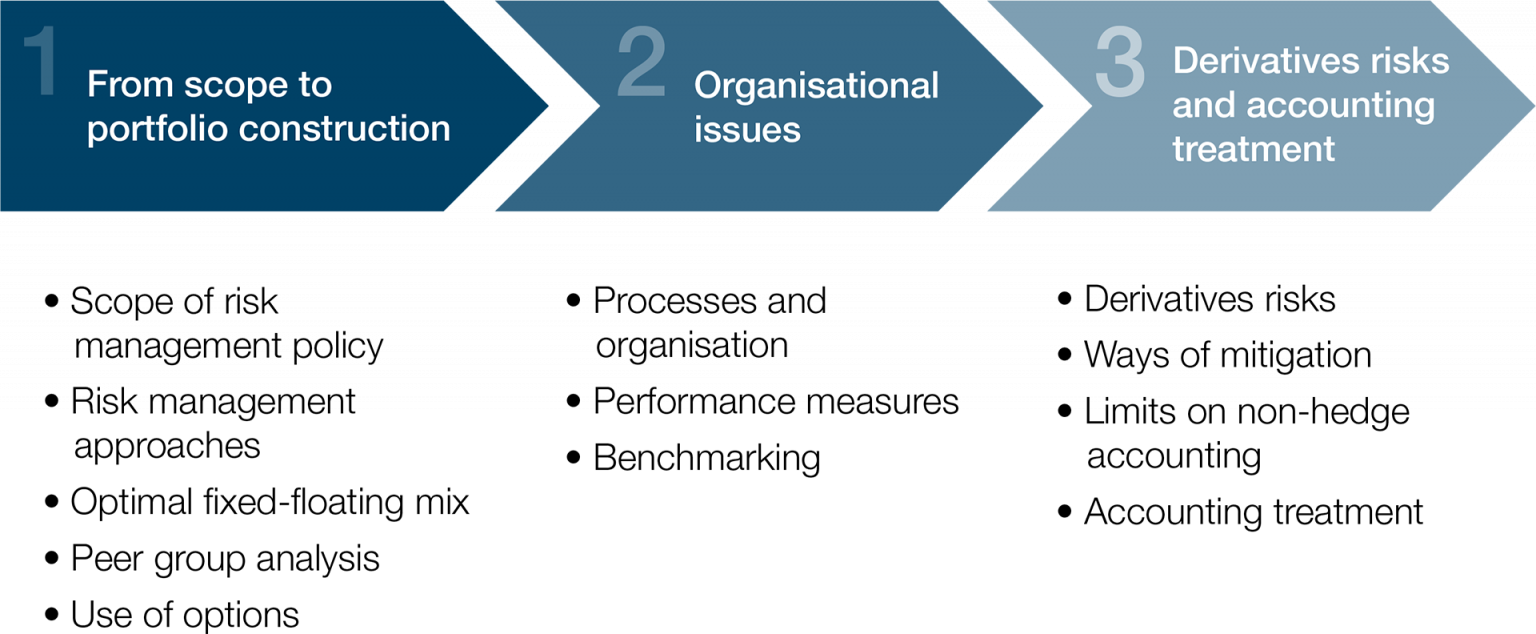 1
From scope to
portfolio construction
2
Organisational
issues
3
Derivatives risks
and accounting
treatment
• Scope of risk
management policy
• Risk management
approaches
• Optimal fixed-floating mix
• Peer group analysis
• Use of options
• Processes and
organisation
• Performance measures
• Benchmarking
• Derivatives risks
• Ways of mitigation
• Limits on non-hedge
accounting
• Accounting treatment